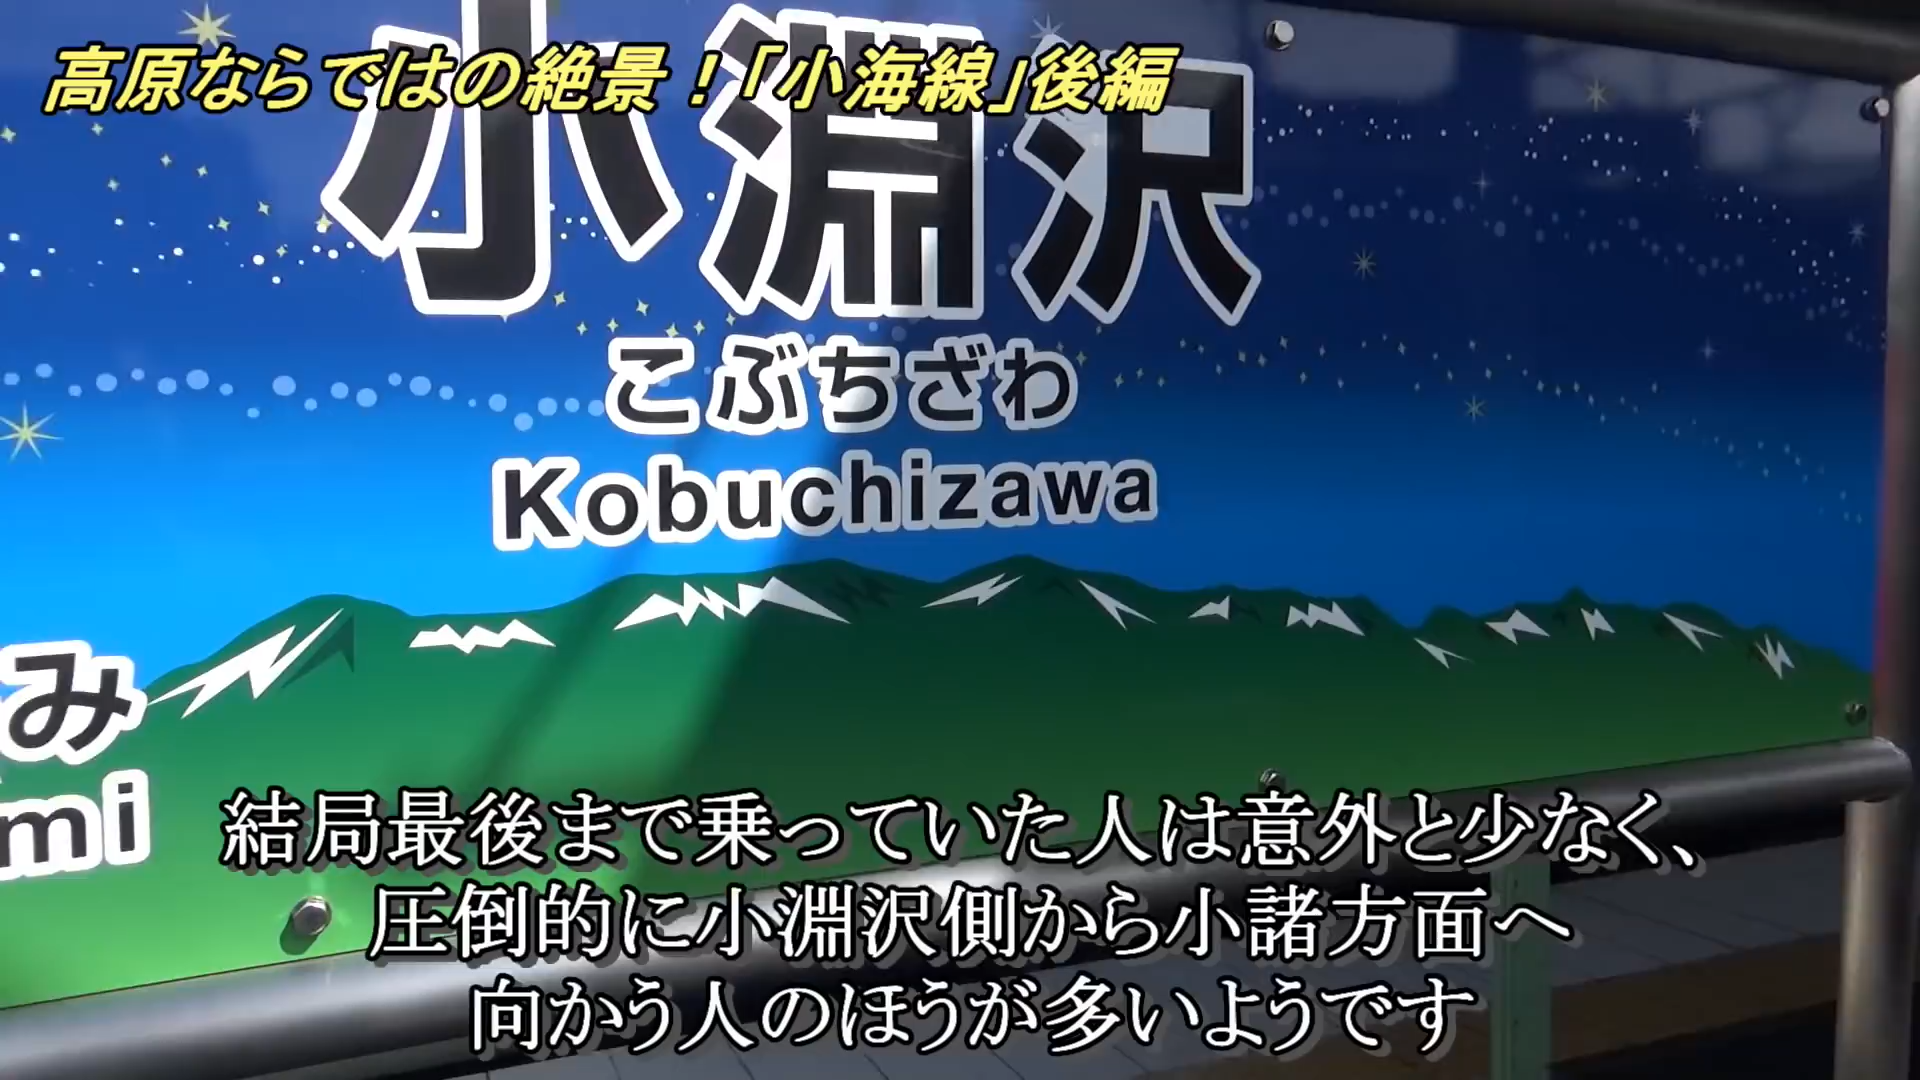 高原ならではの絶景！「小海線」後編
小淵沢
こぶちざわ
Kobuchizawa
み
mi
結局最後まで乗っていた人は意外と少なく、
圧倒的に小淵沢側から小諸方面へ
向かう人のほうが多いようです